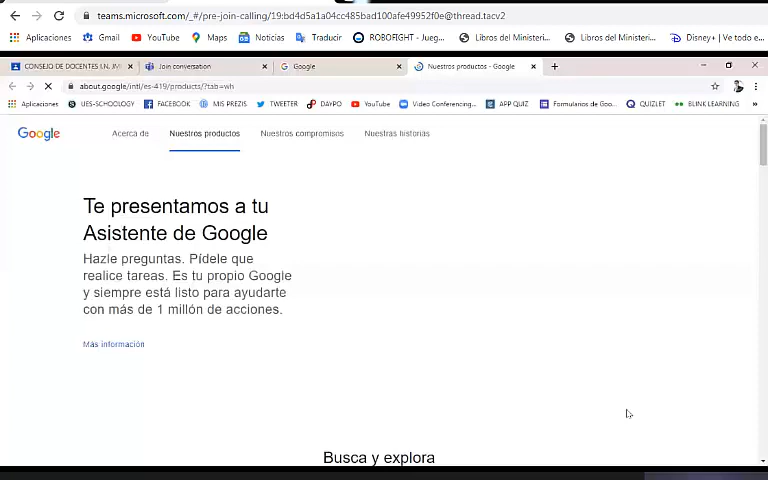 teams.microsoft.com/_#/pre-join-calling/19:bd4d5a1a04cc485bad100afe49952f0e@thread.tacv2
Aplicaciones Gmail YouTube Maps Noticias Traducir ROBOFIGHT - Jueg... Libros del Ministeri... Libros del Ministeri... Disney+ | Ve todo e...
CONSEJO DE DOCENTES I.N. JM Join conversation Google Nuestros productos - Google
about.google/intl/es-419/products/?tab=wh
Aplicaciones UES-SCHOOLOGY FACEBOOK MIS PREZIS TWEETER DAYPO YouTube Video Conferencing... APP QUIZ Formularios de Goo... QUIZLET BLINK LEARNING »
Google Acerca de Nuestros productos Nuestros compromisos Nuestras historias
Te presentamos a tu
Asistente de Google
Hazle preguntas. Pídele que
realice tareas. Es tu propio Google
y siempre está listo para ayudarte
con más de 1 millón de acciones.
Más información
Busca y explora